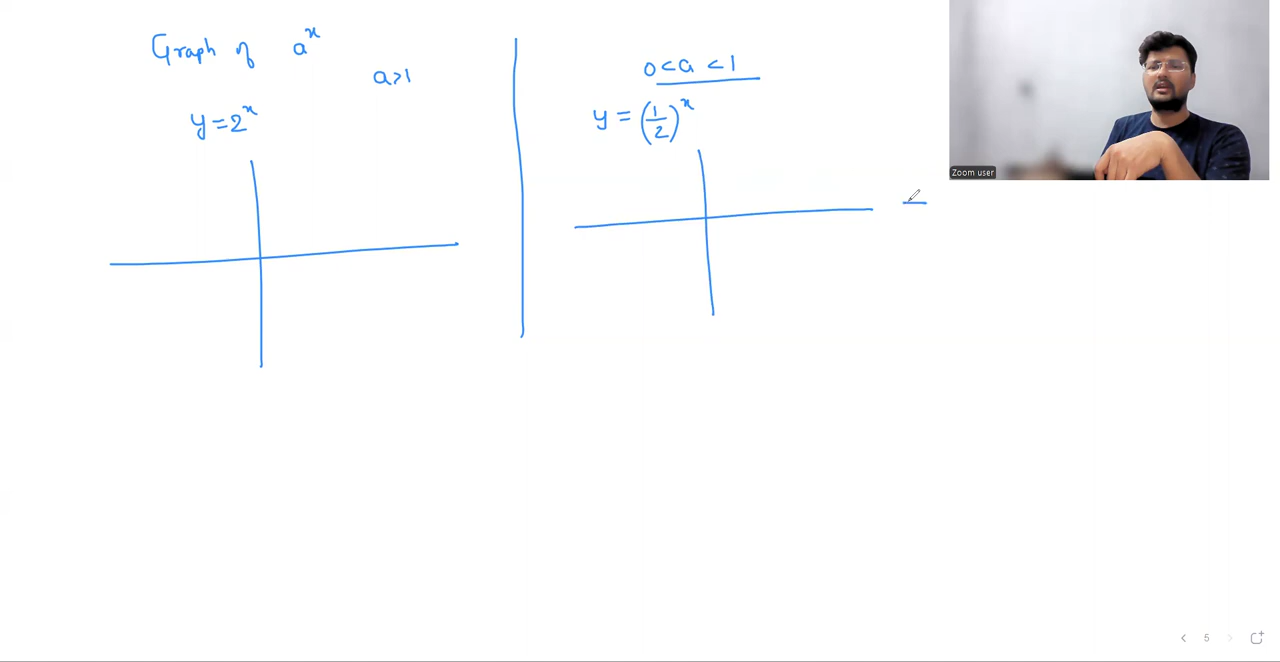 Graph of a^x
a>1
y=2^x
0<a<1
y=(1/2)^x
Zoom user
5